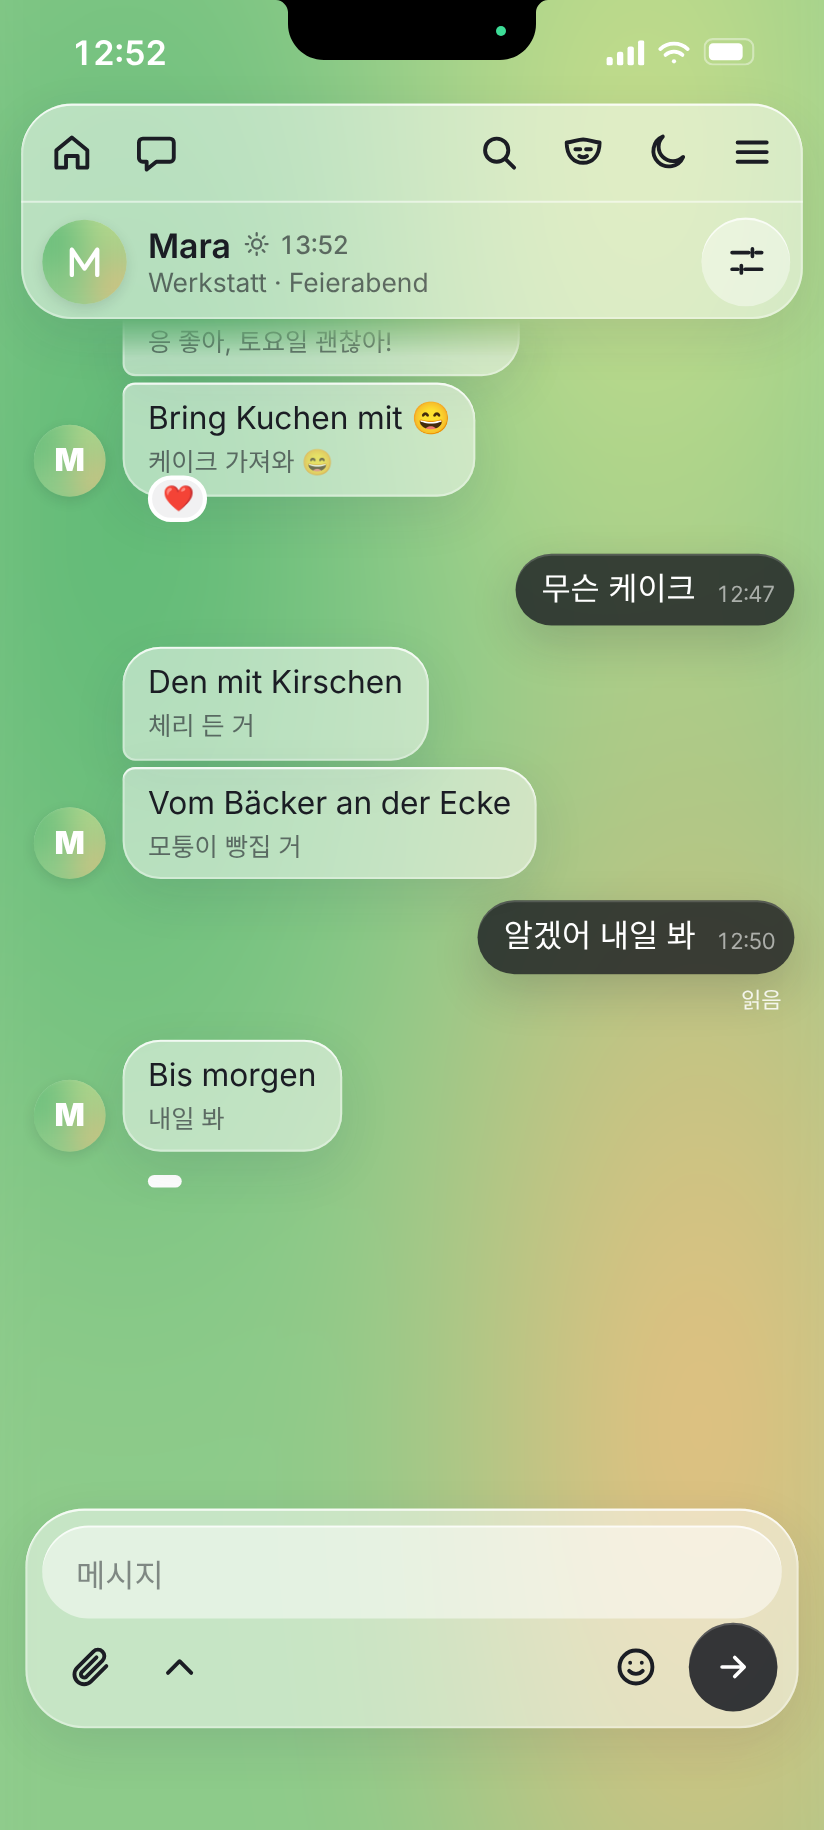 12:52
Mara 13:52
M
Werkstatt · Feierabend
응 좋아, 토요일 괜찮아!
Bring Kuchen mit 😄
케이크 가져와 😄
M
❤️
무슨 케이크 12:47
Den mit Kirschen
체리 든 거
Vom Bäcker an der Ecke
모퉁이 빵집 거
M
알겠어 내일 봐 12:50
읽음
Bis morgen
내일 봐
M
메시지